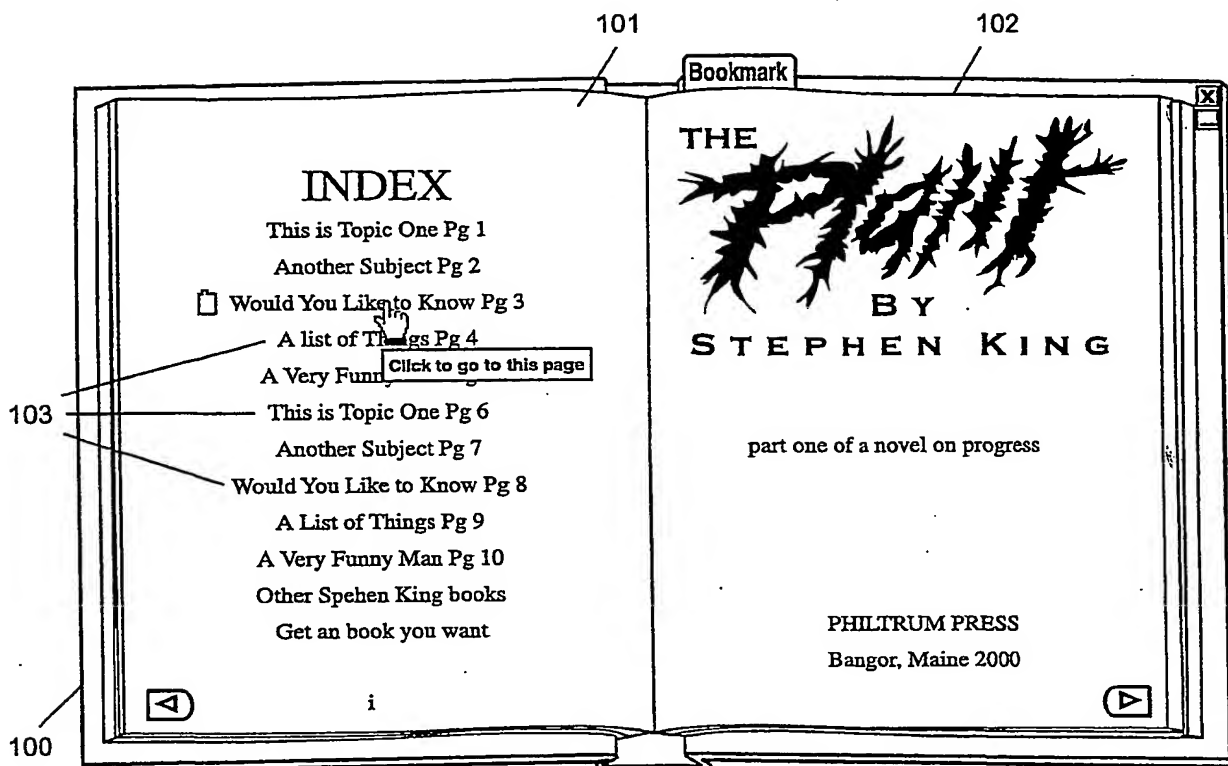 101
102
Bookmark
X
INDEX
This is Topic One Pg 1
Another Subject Pg 2
Would You Like to Know Pg 3
A list of Things Pg 4
Click to go to this page
A Very Funny
103
This is Topic One Pg 6
Another Subject Pg 7
Would You Like to Know Pg 8
A List of Things Pg 9
A Very Funny Man Pg 10
Other Spehen King books
Get an book you want
i
100
THE
Plant
BY
STEPHEN KING
part one of a novel on progress
PHILTRUM PRESS
Bangor, Maine 2000